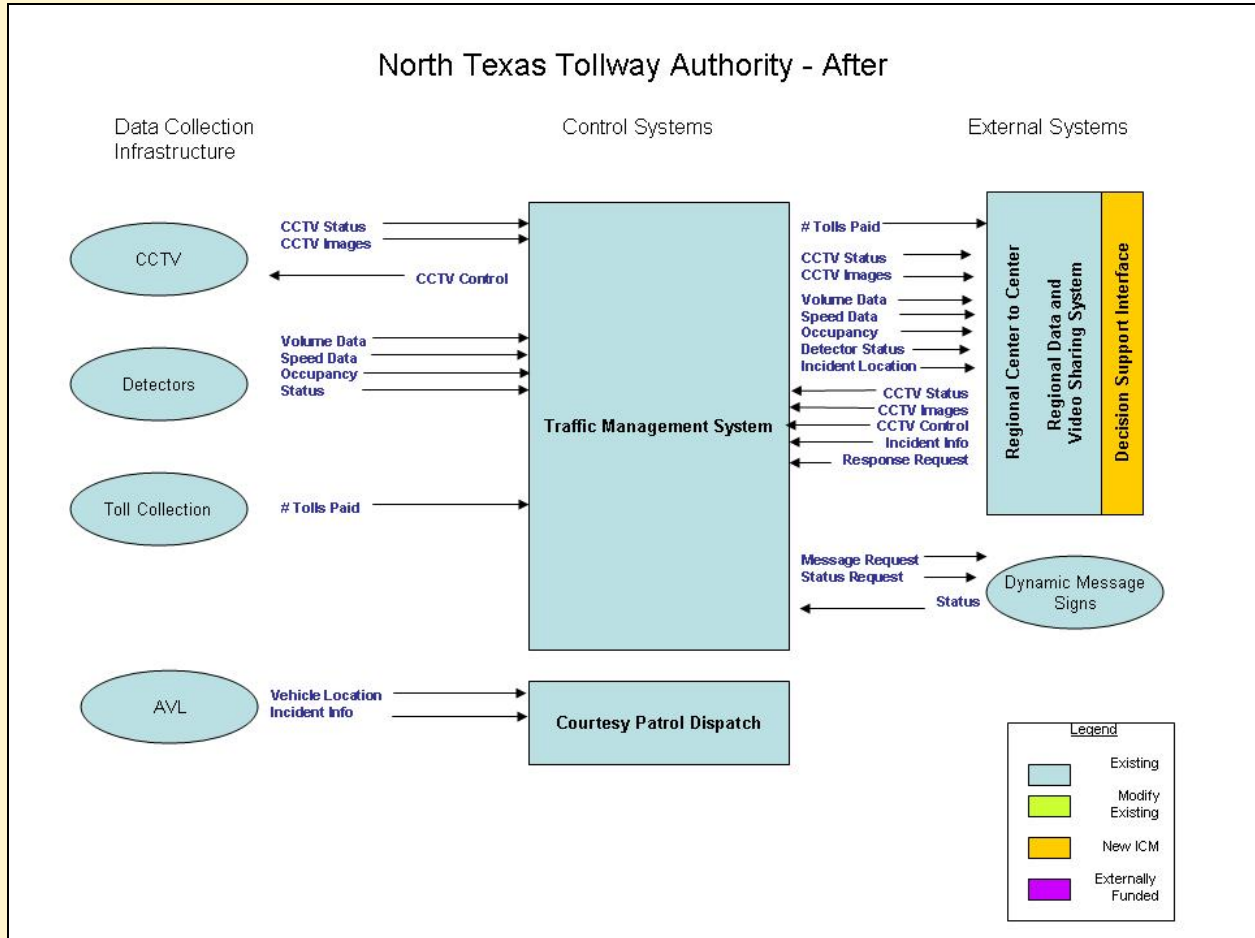 North Texas Tollway Authority - After
Data Collection
Infrastructure
Control Systems
External Systems
CCTV
CCTV Status
CCTV Images
CCTV Control
Detectors
Volume Data
Speed Data
Occupancy
Status
Toll Collection
# Tolls Paid
AVL
Vehicle Location
Incident Info
Traffic Management System
Courtesy Patrol Dispatch
# Tolls Paid
CCTV Status
CCTV Images
Volume Data
Speed Data
Occupancy
Detector Status
Incident Location
CCTV Status
CCTV Images
CCTV Control
Incident Info
Response Request
Regional Center to Center
Regional Data and
Video Sharing System
Decision Support Interface
Message Request
Status Request
Status
Dynamic Message
Signs
Legend
Existing
Modify
Existing
New ICM
Externally
Funded